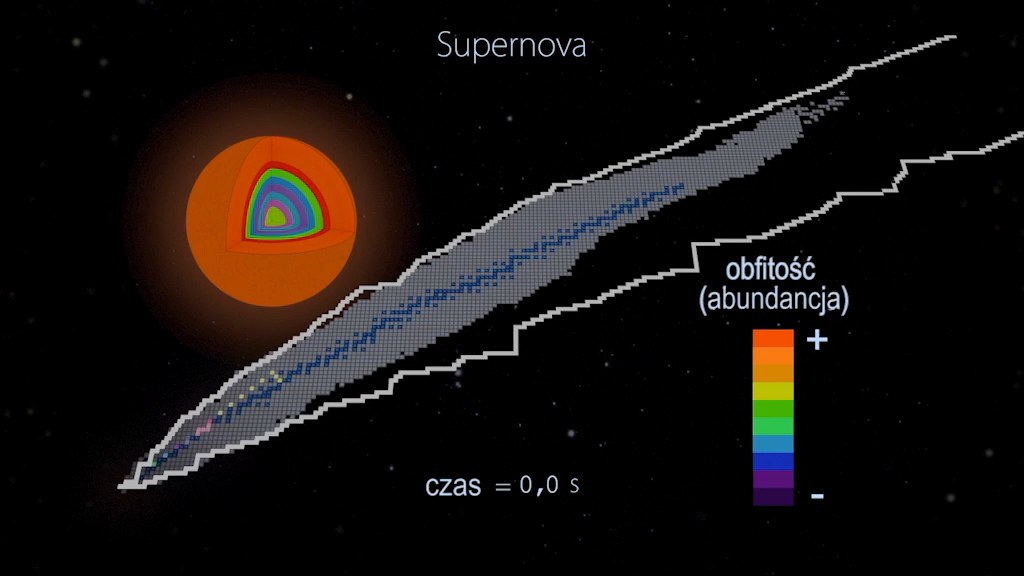 Supernova
obfitość
(abundancja)
+
-
czas = 0,0 s